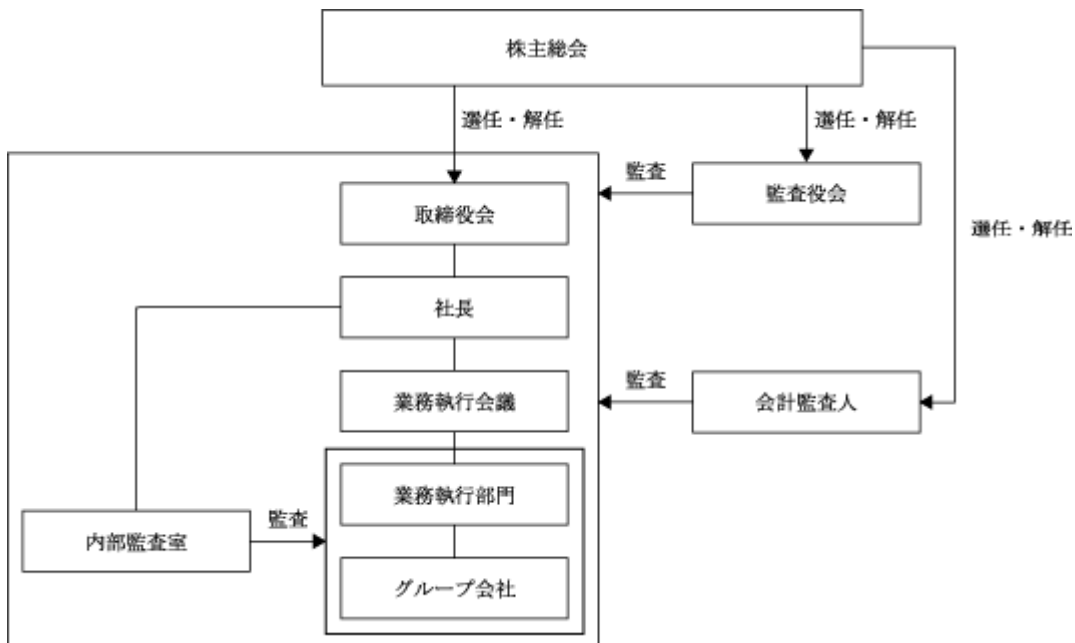 株主総会
選任・解任
選任・解任
監査
監査役会
取締役会
選任・解任
社長
監査
業務執行会議
会計監査人
業務執行部門
監査
内部監査室
グループ会社